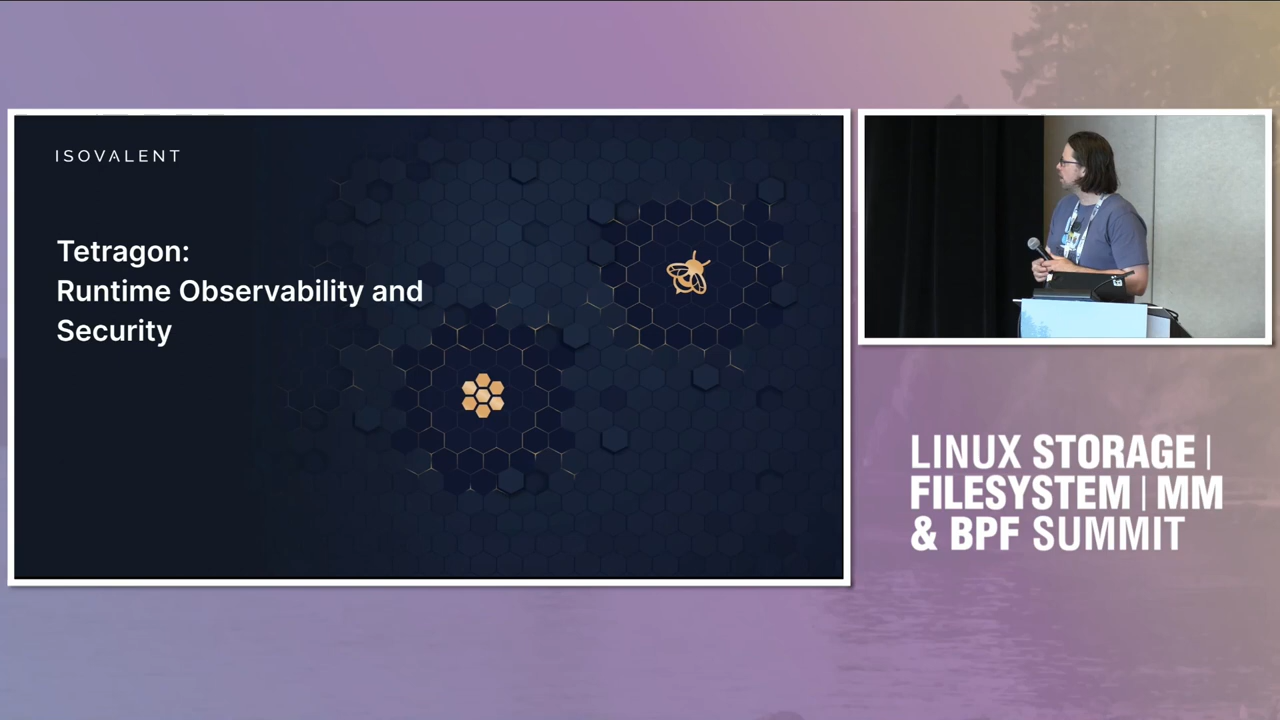 ISOVALENT
Tetragon:
Runtime Observability and
Security
LINUX STORAGE |
FILESYSTEM | MM
& BPF SUMMIT